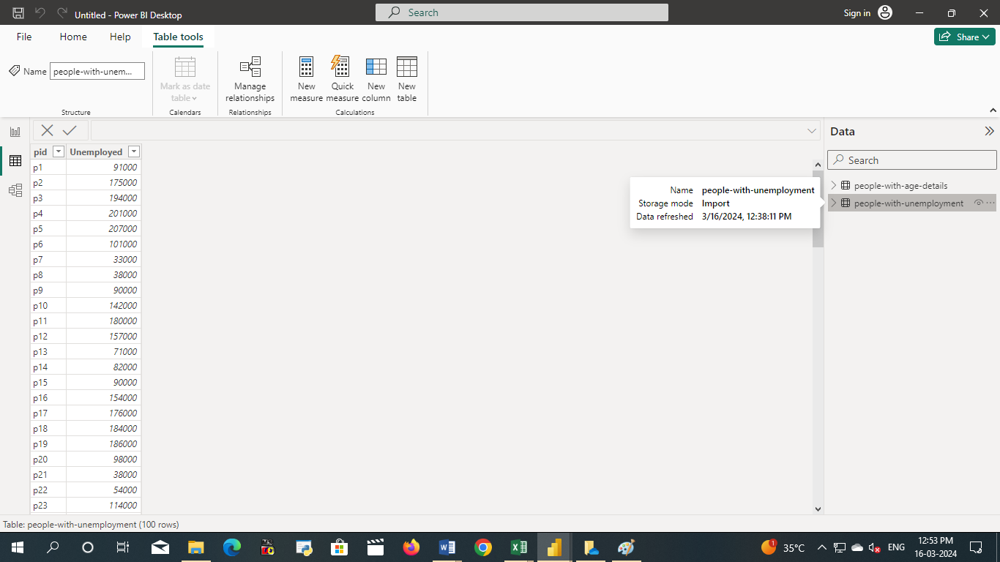 Untitled - Power BI Desktop
Search
Sign in
File Home Help Table tools
Share
Name people-with-unem...
Mark as date table
Manage relationships
New measure
Quick measure
New column
New table
Structure
Calendars
Relationships
Calculations
Data
Search
people-with-age-details
people-with-unemployment
Name people-with-unemployment
Storage mode Import
Data refreshed 3/16/2024, 12:38:11 PM
pid Unemployed
p1 91000
p2 175000
p3 194000
p4 201000
p5 207000
p6 101000
p7 33000
p8 38000
p9 90000
p10 142000
p11 180000
p12 157000
p13 71000
p14 82000
p15 90000
p16 154000
p17 176000
p18 184000
p19 186000
p20 98000
p21 38000
p22 54000
p23 114000
Table: people-with-unemployment (100 rows)
1
35°C
ENG
12:53 PM
16-03-2024